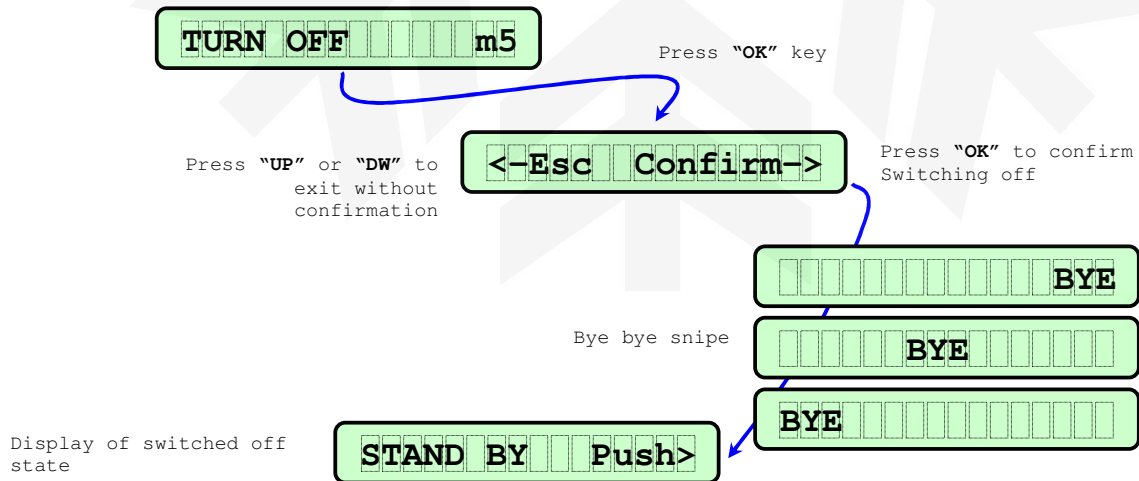 TURN OFF m5
Press “OK” key
Press “UP” or “DW” to
exit without
confirmation
<-Esc Confirm->
Press “OK” to confirm
Switching off
BYE
Bye bye snipe
BYE
BYE
Display of switched off
state
STAND BY Push>